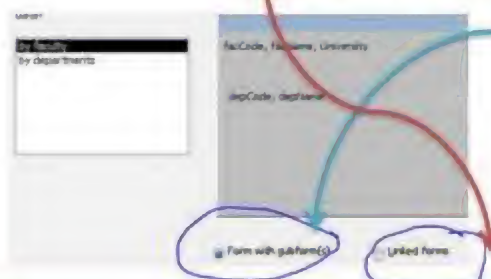 by faculty
by departments
facCode, facName, University
depCode, depName
Form with subform(s)
Linked forms